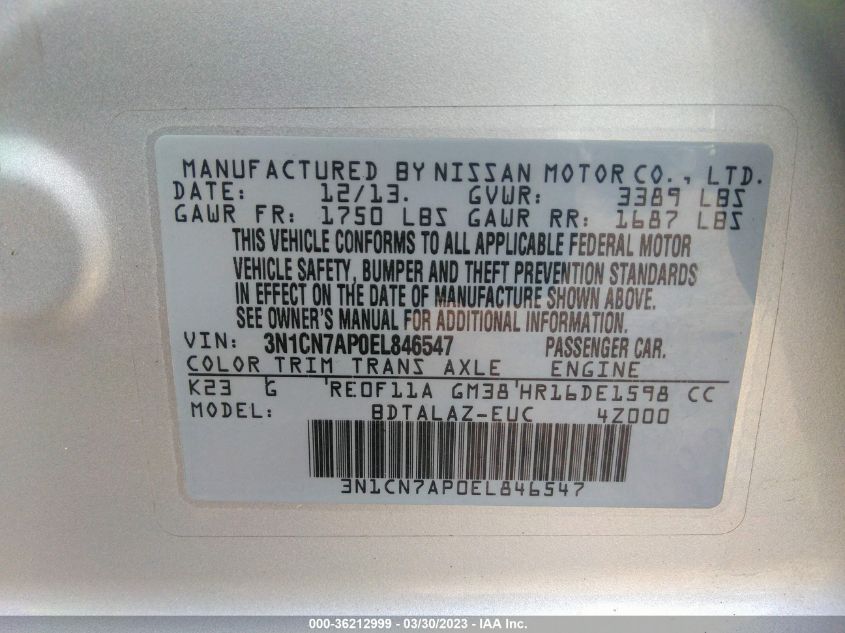 MANUFACTURED BY NISSAN MOTOR CO., LTD.
DATE: 12/13. GVWR: 3389 LBS
GAWR FR: 1750 LBS GAWR RR: 1687 LBS
THIS VEHICLE CONFORMS TO ALL APPLICABLE FEDERAL MOTOR
VEHICLE SAFETY, BUMPER AND THEFT PREVENTION STANDARDS
IN EFFECT ON THE DATE OF MANUFACTURE SHOWN ABOVE.
SEE OWNER'S MANUAL FOR ADDITIONAL INFORMATION.
VIN: 3N1CN7AP0EL846547 PASSENGER CAR.
COLOR TRIM TRANS AXLE ENGINE
K23 G RE0F11A GM38 HR16DE1598 CC
MODEL: BDTALAZ-EUC 4Z000
3N1CN7AP0EL846547
000-36212999 — 03/30/2023 - IAA Inc.